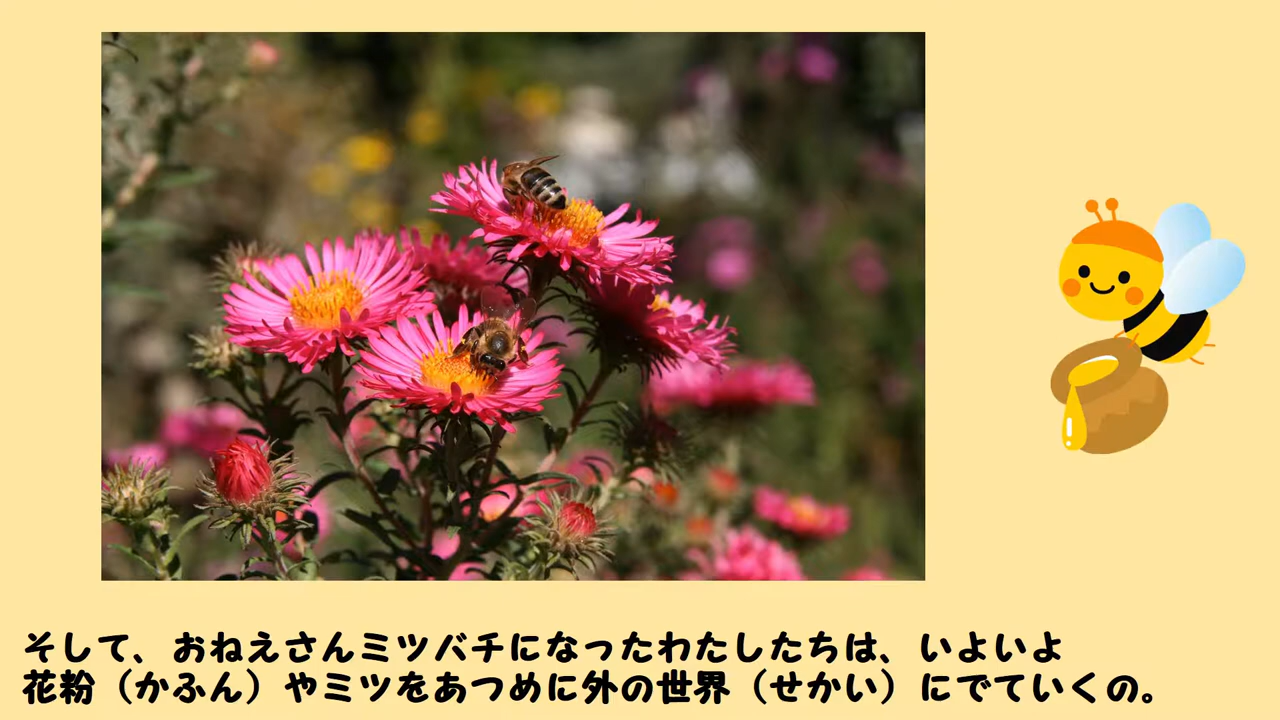 そして、おねえさんミツバチになったわたしたちは、いよいよ
花粉（かふん）やミツをあつめに外の世界（せかい）にでていくの。